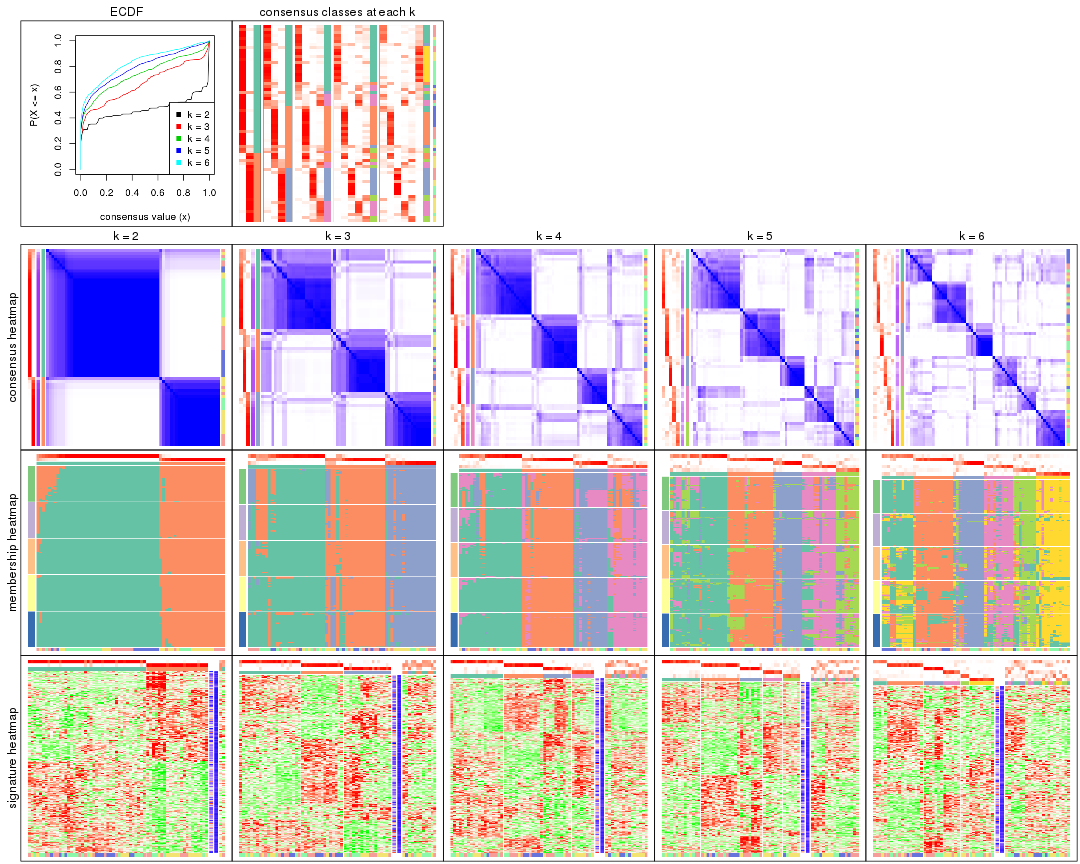 ECDF
consensus classes at each k
P(X <= x)
1.0
0.8
0.6
0.4
0.2
0.0
k = 2
k = 3
k = 4
k = 5
k = 6
0.0 0.2 0.4 0.6 0.8 1.0
consensus value (x)
k = 2
k = 3
k = 4
k = 5
k = 6
consensus heatmap
membership heatmap
signature heatmap